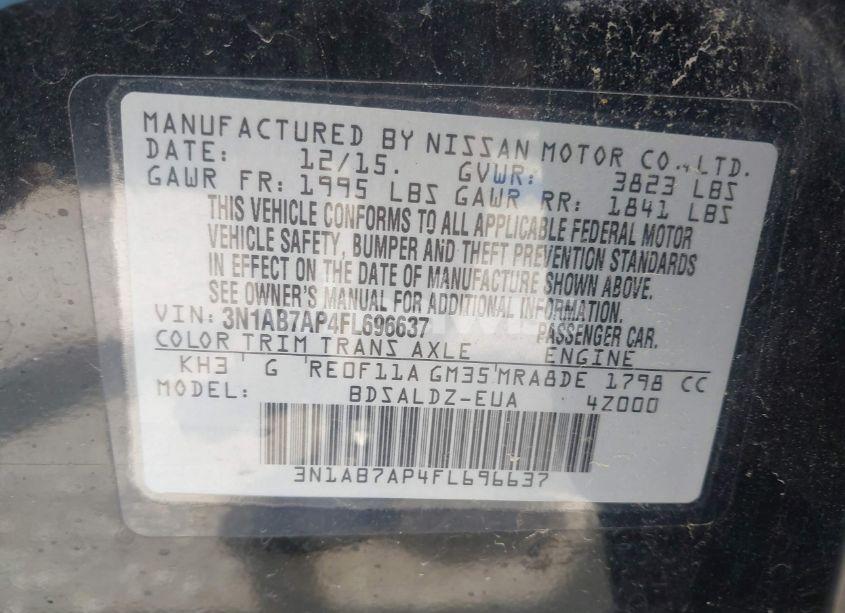 MANUFACTURED BY NISSAN MOTOR CO., LTD.
DATE: 12/15. GVWR: 3823 LBS
GAWR FR: 1995 LBS GAWR RR: 1841 LBS
THIS VEHICLE CONFORMS TO ALL APPLICABLE FEDERAL MOTOR
VEHICLE SAFETY, BUMPER AND THEFT PREVENTION STANDARDS
IN EFFECT ON THE DATE OF MANUFACTURE SHOWN ABOVE.
SEE OWNER'S MANUAL FOR ADDITIONAL INFORMATION.
VIN: 3N1AB7AP4FL696637 PASSENGER CAR.
COLOR TRIM TRANS AXLE ENGINE
KH3 G RE0F11A GM35 MRA8DE 1798 CC
MODEL: BDSALDZ-EUA 4Z000
3N1AB7AP4FL696637